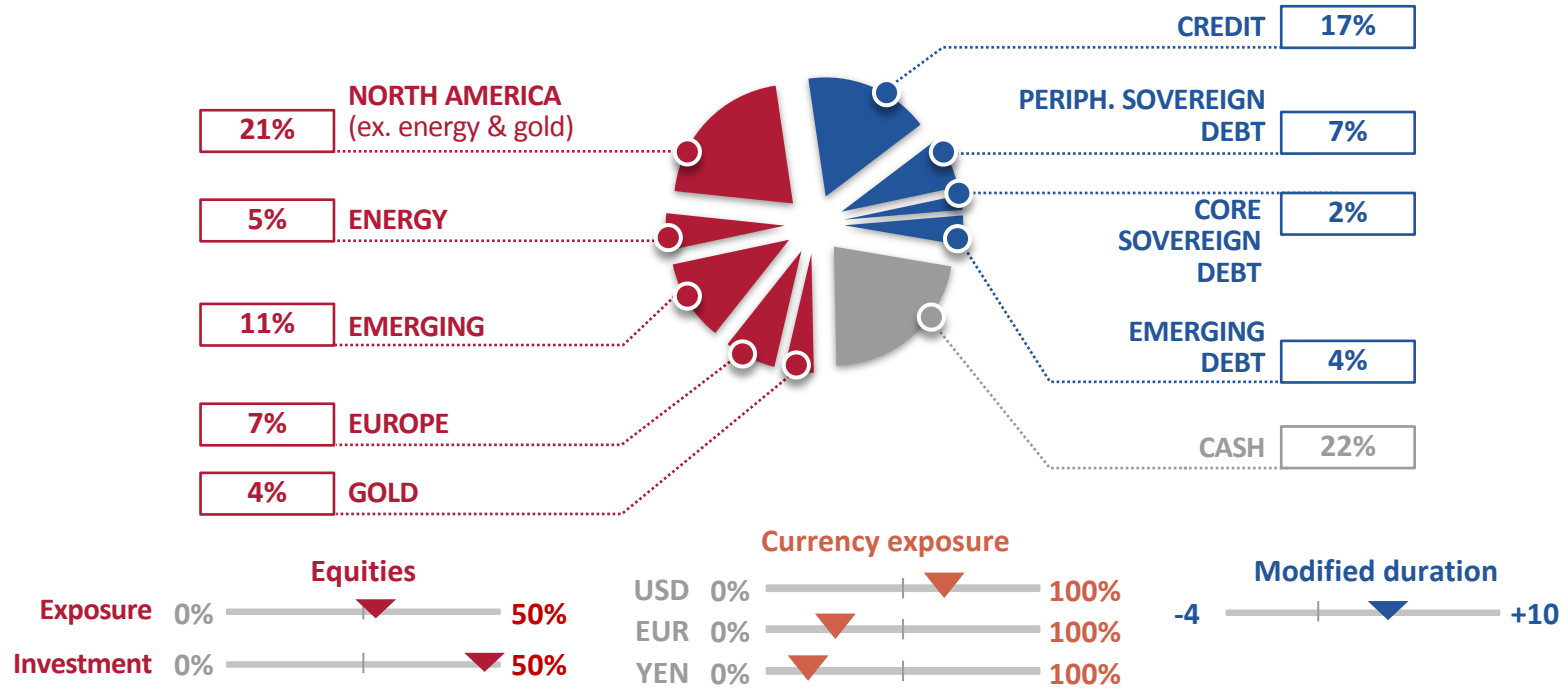 NORTH AMERICA
(ex. energy & gold)
21%
5%
ENERGY
11%
EMERGING
7%
EUROPE
4%
GOLD
CREDIT
17%
PERIPH. SOVEREIGN
DEBT
7%
CORE
SOVEREIGN
DEBT
2%
EMERGING
DEBT
4%
CASH
22%
Equities
Exposure 0% 50%
Investment 0% 50%
Currency exposure
USD 0% 100%
EUR 0% 100%
YEN 0% 100%
Modified duration
-4 +10